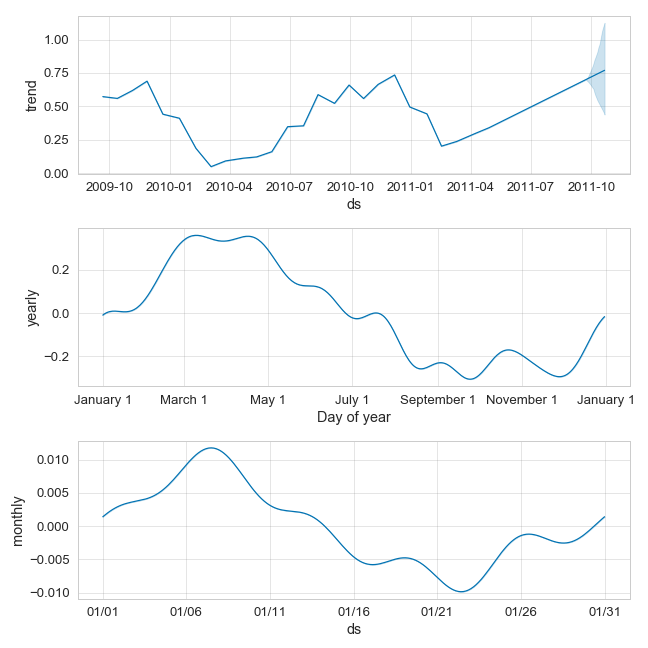 1.00
0.75
0.50
0.25
0.00
trend
2009-10 2010-01 2010-04 2010-07 2010-10 2011-01 2011-04 2011-07 2011-10
ds
0.2
0.0
−0.2
yearly
January 1 March 1 May 1 July 1 September 1 November 1 January 1
Day of year
0.010
0.005
0.000
−0.005
−0.010
monthly
01/01 01/06 01/11 01/16 01/21 01/26 01/31
ds